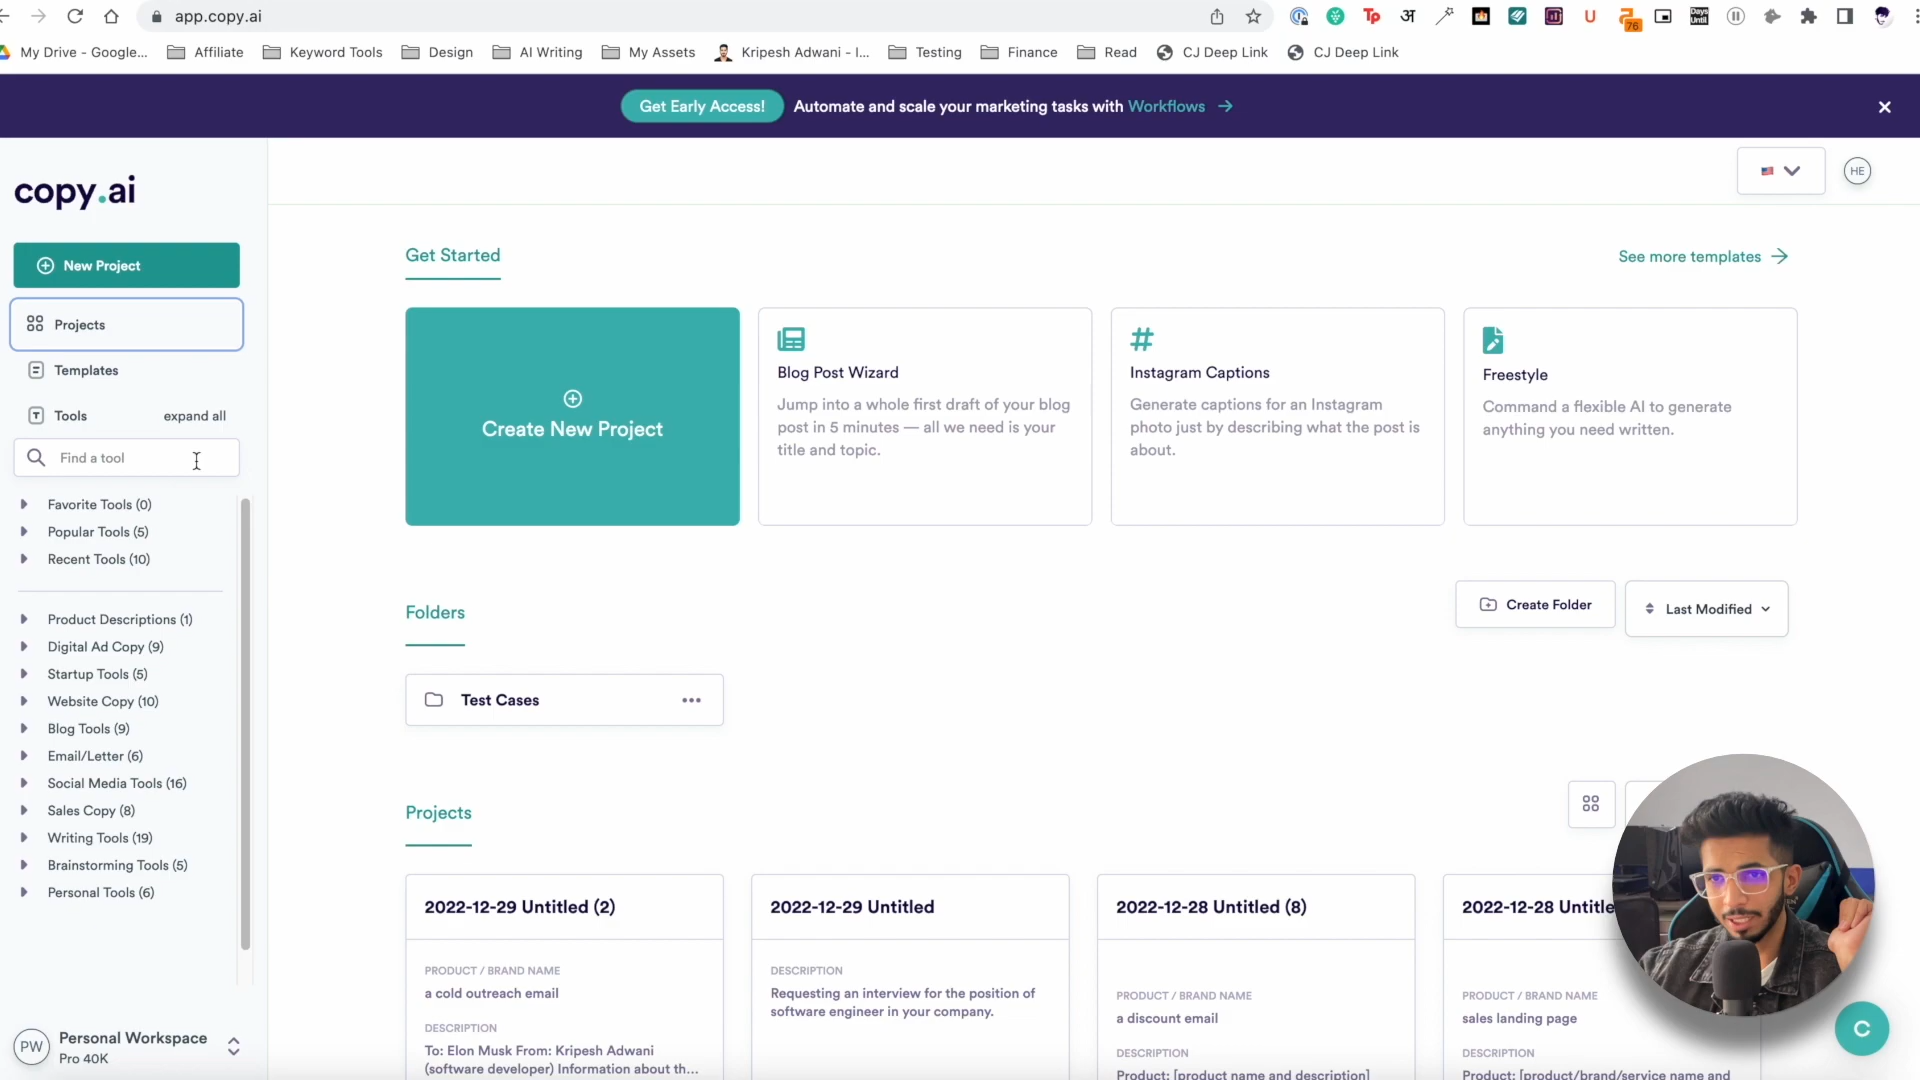 app.copy.ai
76
Days Until
My Drive - Google...
Affiliate
Keyword Tools
Design
AI Writing
My Assets
Kripesh Adwani - I...
Testing
Finance
Read
CJ Deep Link
CJ Deep Link
Get Early Access!
Automate and scale your marketing tasks with Workflows
copy.ai
HE
New Project
Projects
Templates
Tools
expand all
Find a tool
Favorite Tools (0)
Popular Tools (5)
Recent Tools (10)
Product Descriptions (1)
Digital Ad Copy (9)
Startup Tools (5)
Website Copy (10)
Blog Tools (9)
Email/Letter (6)
Social Media Tools (16)
Sales Copy (8)
Writing Tools (19)
Brainstorming Tools (5)
Personal Tools (6)
PW
Personal Workspace
Pro 40K
Get Started
See more templates
Create New Project
Blog Post Wizard
Jump into a whole first draft of your blog
post in 5 minutes — all we need is your
title and topic.
Instagram Captions
Generate captions for an Instagram
photo just by describing what the post is
about.
Freestyle
Command a flexible AI to generate
anything you need written.
Folders
Create Folder
Last Modified
Test Cases
Projects
2022-12-29 Untitled (2)
PRODUCT / BRAND NAME
a cold outreach email
DESCRIPTION
To: Elon Musk From: Kripesh Adwani
(software developer) Information about th...
2022-12-29 Untitled
DESCRIPTION
Requesting an interview for the position of
software engineer in your company.
2022-12-28 Untitled (8)
PRODUCT / BRAND NAME
a discount email
DESCRIPTION
Product: [product name and description]
2022-12-28 Untitle
PRODUCT / BRAND NAME
sales landing page
DESCRIPTION
Product: [product/brand/service name and
C